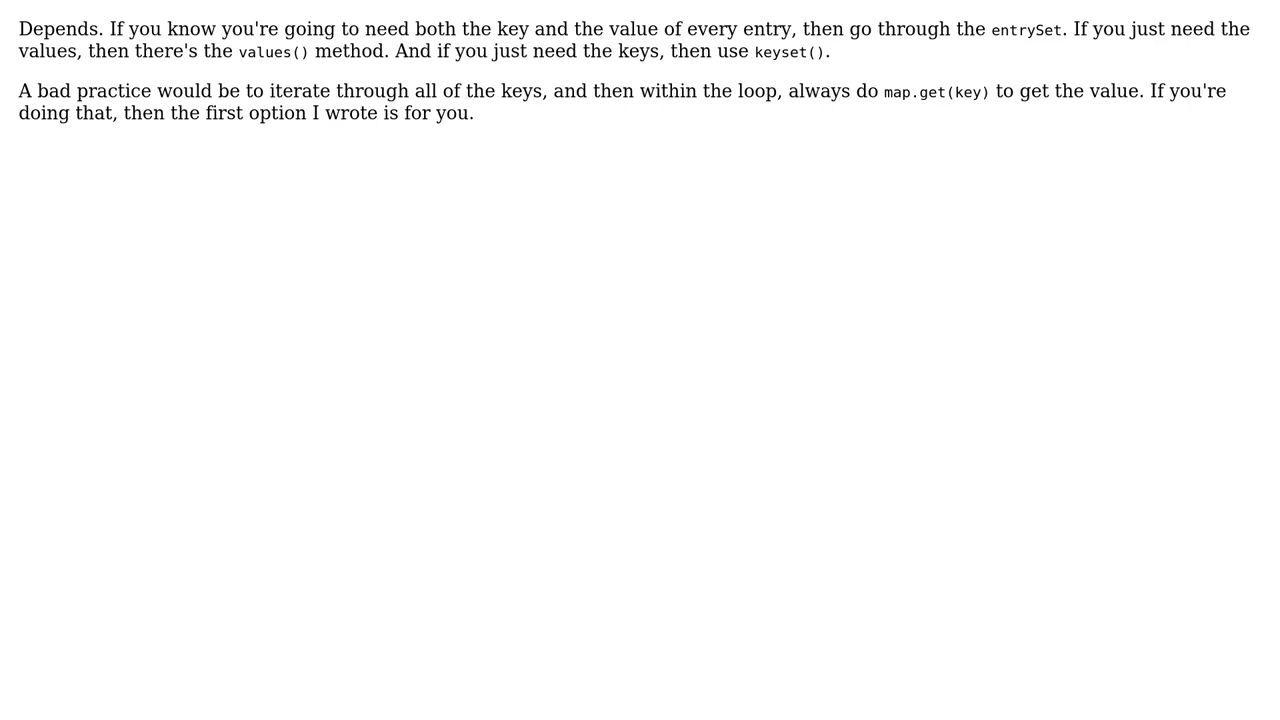 Depends. If you know you're going to need both the key and the value of every entry, then go through the entrySet. If you just need the
values, then there's the values() method. And if you just need the keys, then use keyset().
A bad practice would be to iterate through all of the keys, and then within the loop, always do map.get(key) to get the value. If you're
doing that, then the first option I wrote is for you.